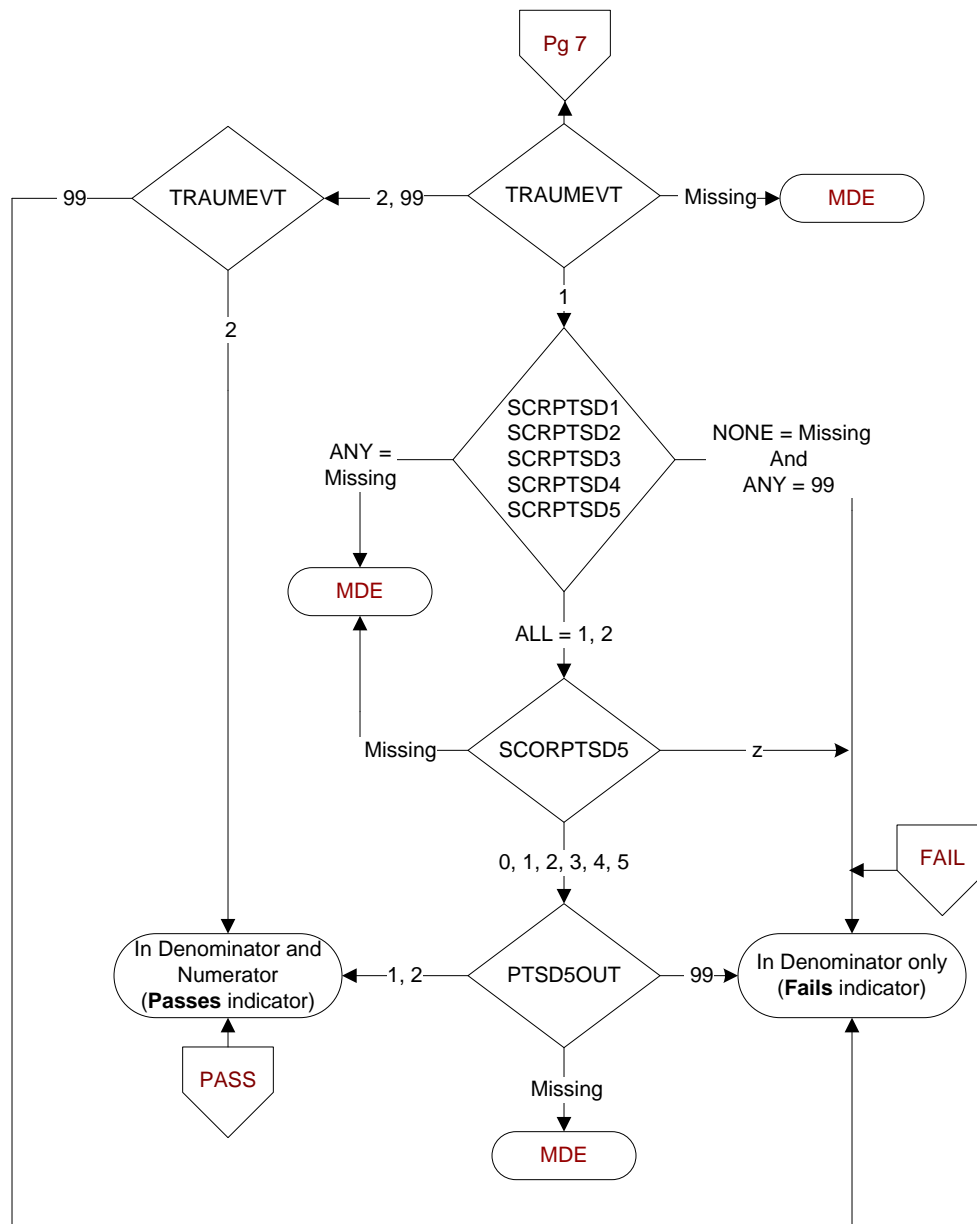 Pg 7
TRAUMEVT
TRAUMEVT
99
2, 99
Missing
MDE
1
2
SCRPTSD1
SCRPTSD2
SCRPTSD3
SCRPTSD4
SCRPTSD5
ANY =
Missing
NONE = Missing
And
ANY = 99
MDE
ALL = 1, 2
Missing
SCORPTSD5
z
0, 1, 2, 3, 4, 5
FAIL
In Denominator and
Numerator
(Passes indicator)
1, 2
PTSD5OUT
99
In Denominator only
(Fails indicator)
PASS
Missing
MDE